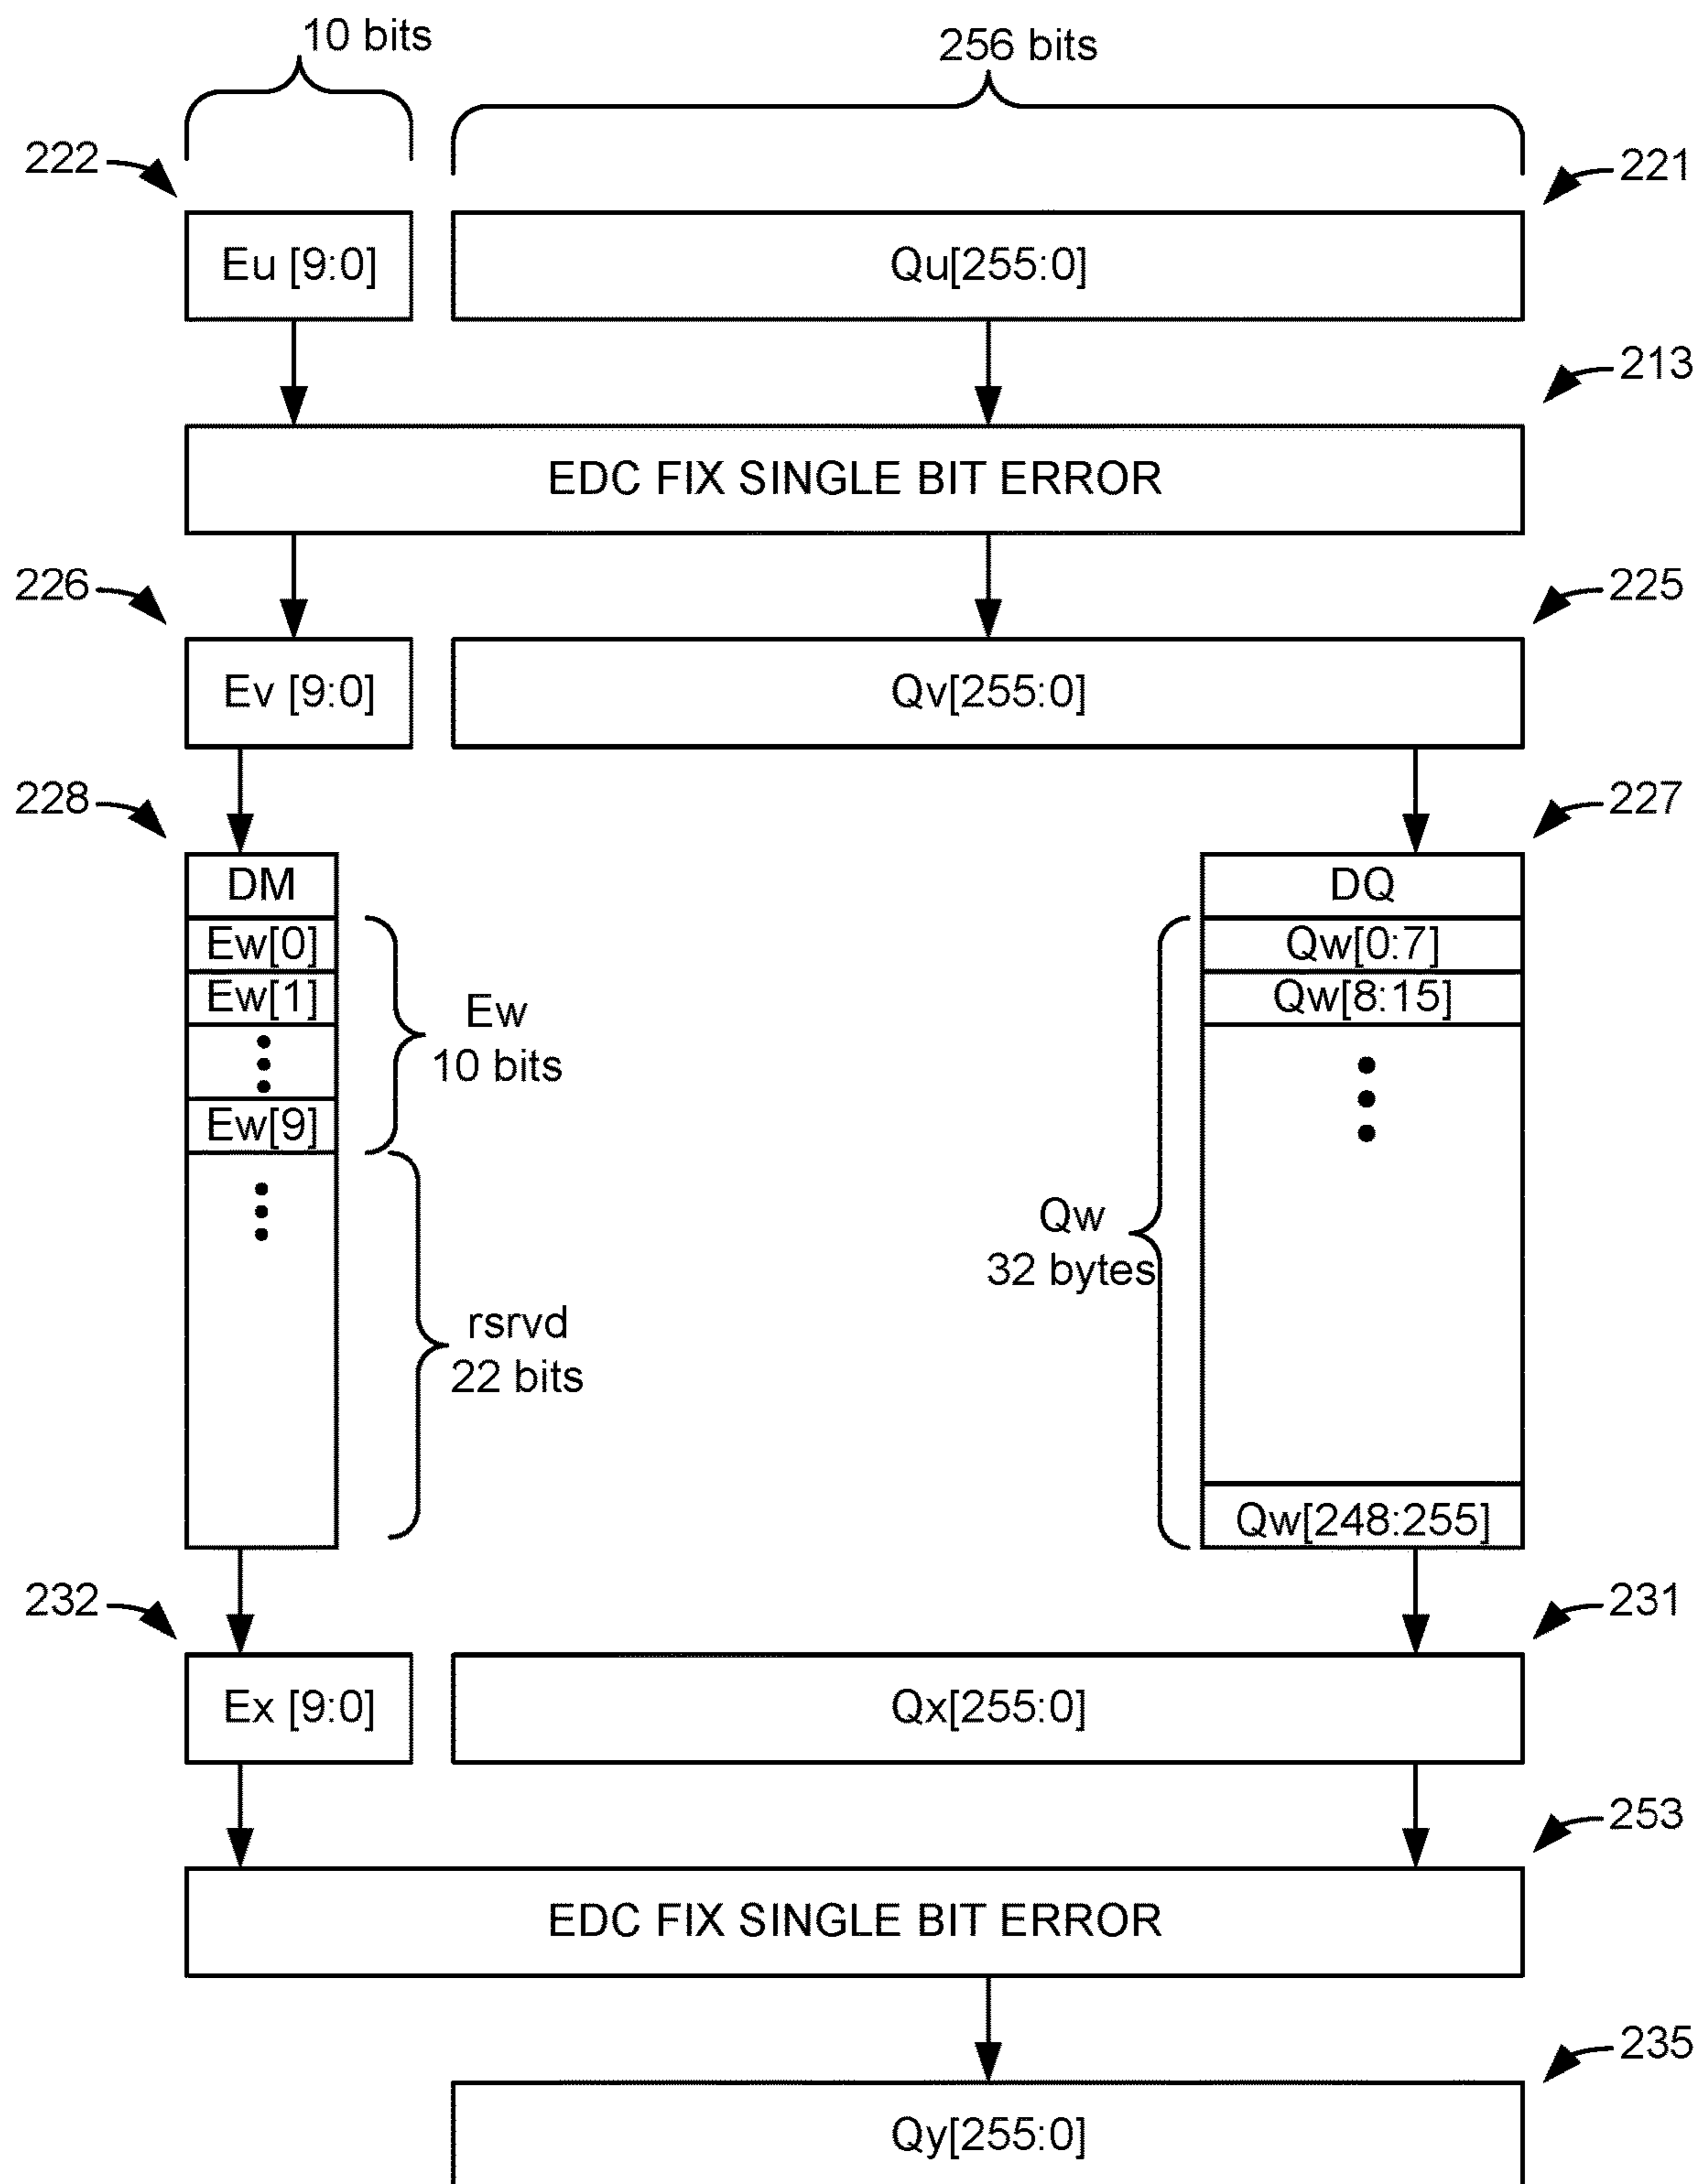 10 bits
256 bits
222
221
Eu [9:0]
Qu[255:0]
213
EDC FIX SINGLE BIT ERROR
226
225
Ev [9:0]
Qv[255:0]
228
227
DM
DQ
Ew[0]
Qw[0:7]
Ew[1]
Qw[8:15]
Ew
10 bits
Ew[9]
Qw
32 bytes
rsrvd
22 bits
Qw[248:255]
232
231
Ex [9:0]
Qx[255:0]
253
EDC FIX SINGLE BIT ERROR
235
Qy[255:0]